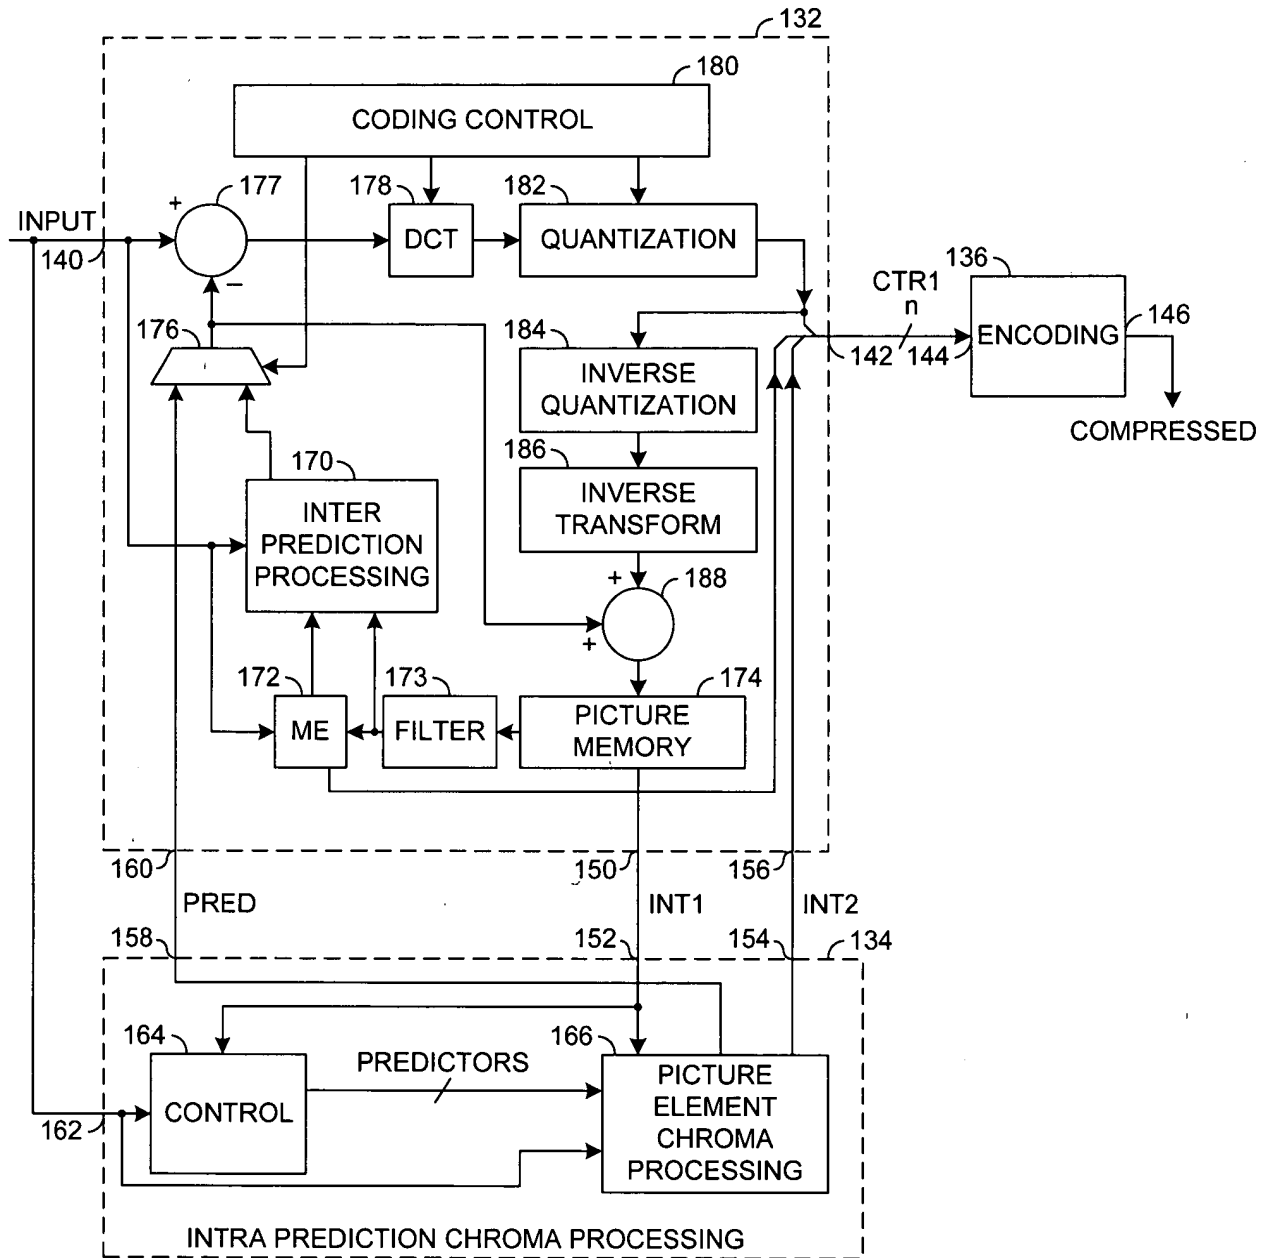 132
180
CODING CONTROL
177
178
182
+
INPUT
DCT
QUANTIZATION
140
−
CTR1
n
136
176
184
142
144
ENCODING
146
INVERSE
QUANTIZATION
COMPRESSED
170
186
INTER
PREDICTION
PROCESSING
INVERSE
TRANSFORM
+
188
+
172
173
174
ME
FILTER
PICTURE
MEMORY
160
150
156
PRED
INT1
INT2
158
152
154
134
164
166
PREDICTORS
CONTROL
PICTURE
ELEMENT
CHROMA
PROCESSING
162
INTRA PREDICTION CHROMA PROCESSING